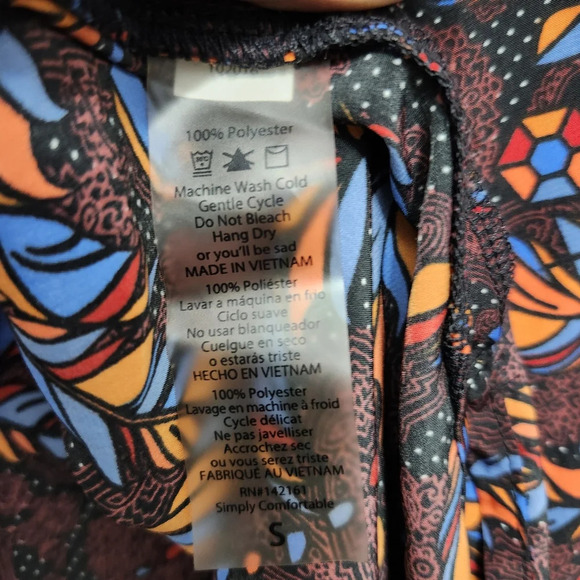 100% Polyester
Machine Wash Cold
Gentle Cycle
Do Not Bleach
Hang Dry
or you'll be sad
MADE IN VIETNAM
100% Poliéster
Lavar a máquina en frío
Ciclo suave
No usar blanqueador
Cuelgue en seco
o estarás triste
HECHO EN VIETNAM
100% Polyester
Lavage en machine à froid
Cycle délicat
Ne pas javelliser
Accrochez sec
ou vous serez triste
FABRIQUÉ AU VIETNAM
RN#142161
Simply Comfortable
S